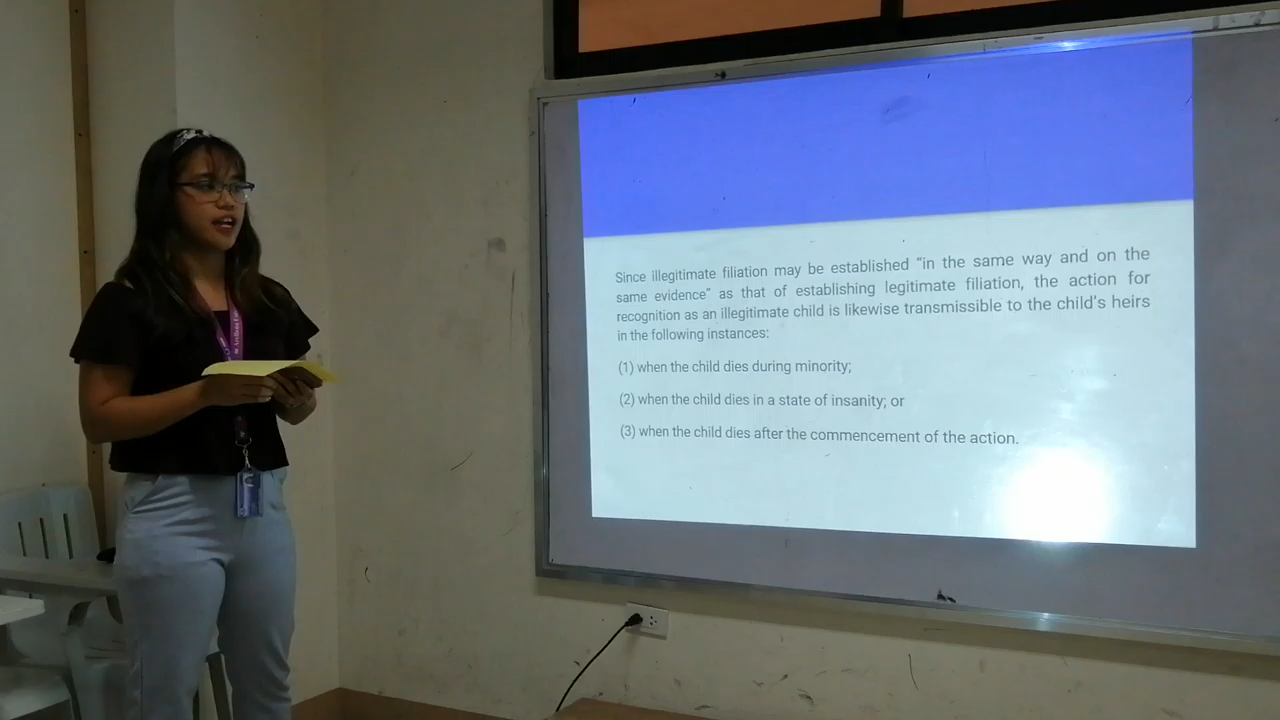 Since illegitimate filiation may be established "in the same way and on the
same evidence" as that of establishing legitimate filiation, the action for
recognition as an illegitimate child is likewise transmissible to the child's heirs
in the following instances:
(1) when the child dies during minority;
(2) when the child dies in a state of insanity; or
(3) when the child dies after the commencement of the action.